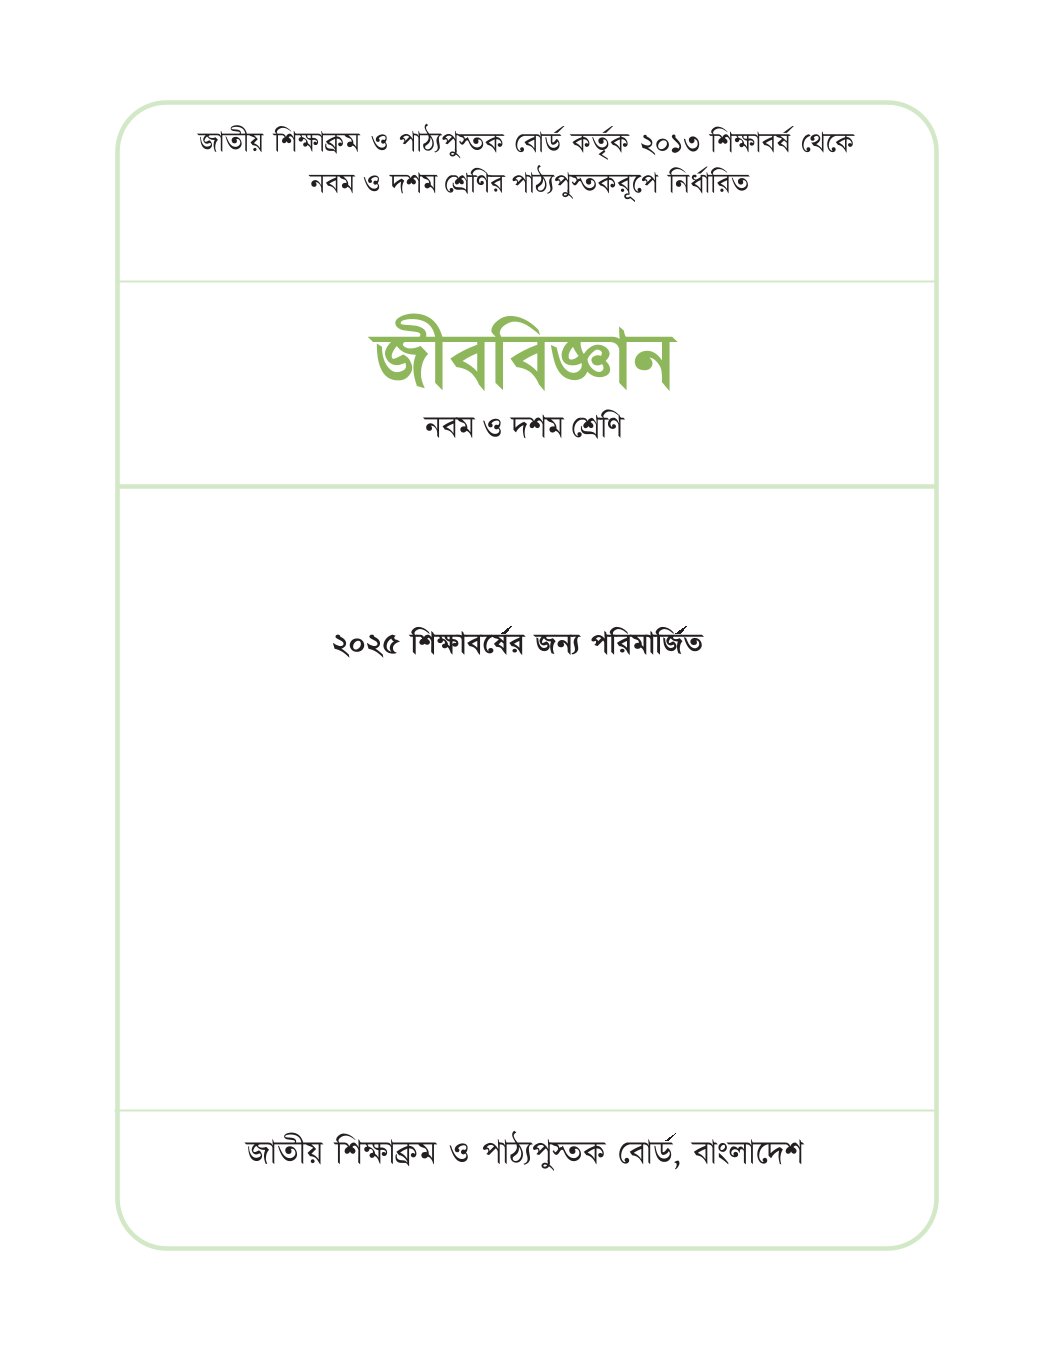 জাতীয় শিক্ষাক্রম ও পাঠ্যপুস্তক বোর্ড কর্তৃক ২০১৩ শিক্ষাবর্ষ থেকে
নবম ও দশম শ্রেণির পাঠ্যপুস্তকরূপে নির্ধারিত
জীববিজ্ঞান
নবম ও দশম শ্রেণি
২০২৫ শিক্ষাবর্ষের জন্য পরিমার্জিত
জাতীয় শিক্ষাক্রম ও পাঠ্যপুস্তক বোর্ড, বাংলাদেশ